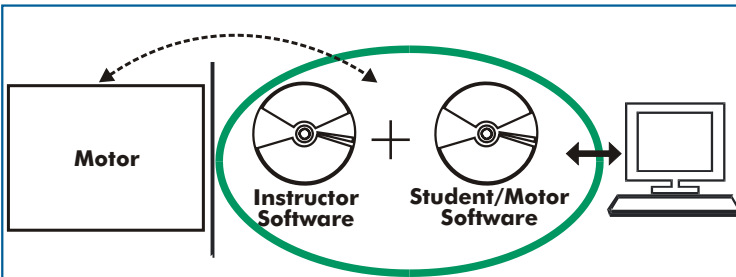 Motor
Instructor
Software
Student/Motor
Software